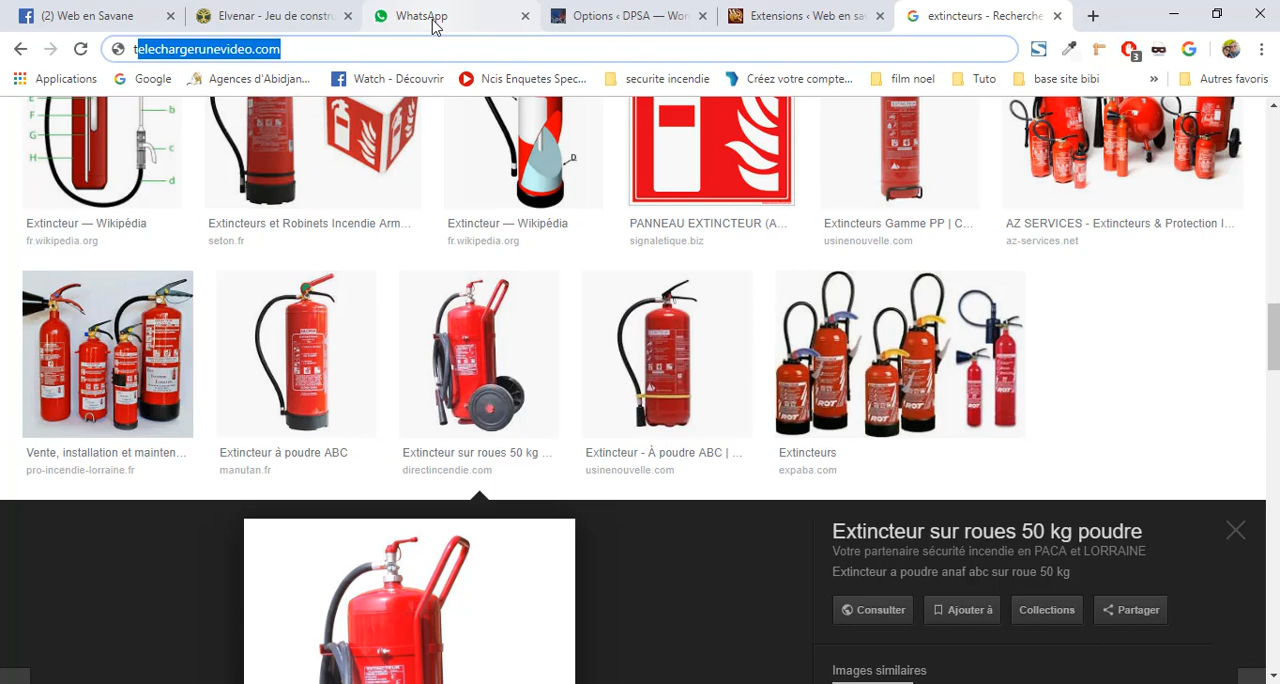 (2) Web en Savane
Elvenar - Jeu de constru
WhatsApp
Options ‹ DPSA — Wor
Extensions ‹ Web en sav
extincteurs - Recherche
telechargerunevideo.com
3
Applications
Google
Agences d'Abidjan...
Watch - Découvrir
Ncis Enquetes Spec...
securite incendie
Créez votre compte...
film noel
Tuto
base site bibi
»
Autres favoris
F
G
H
b
c
d
D
Extincteur — Wikipédia
fr.wikipedia.org
Extincteurs et Robinets Incendie Arm...
seton.fr
Extincteur — Wikipédia
fr.wikipedia.org
PANNEAU EXTINCTEUR (A...
signaletique.biz
Extincteurs Gamme PP | C...
usinenouvelle.com
AZ SERVICES - Extincteurs & Protection I...
az-services.net
Vente, installation et mainten...
pro-incendie-lorraine.fr
Extincteur à poudre ABC
manutan.fr
Extincteur sur roues 50 kg ...
directincendie.com
Extincteur - À poudre ABC | ...
usinenouvelle.com
Extincteurs
expaba.com
Extincteur sur roues 50 kg poudre
Votre partenaire sécurité incendie en PACA et LORRAINE
Extincteur a poudre anaf abc sur roue 50 kg
Consulter
Ajouter à
Collections
Partager
Images similaires
EXTINCTEUR